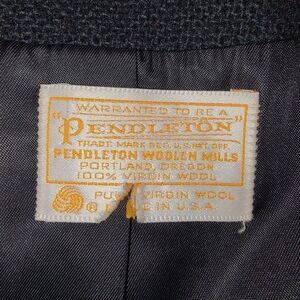 WARRANTED TO BE A
"PENDLETON"
TRADE MARK REG. U.S. PAT. OFF.
PENDLETON WOOLEN MILLS
PORTLAND, OREGON
100% VIRGIN WOOL
PURE VIRGIN WOOL
® IN U.S.A.